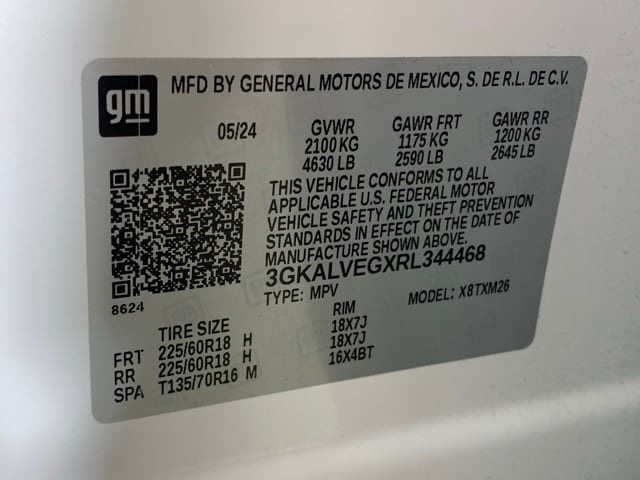 gm
MFD BY GENERAL MOTORS DE MEXICO, S. DE R.L. DE C.V.
05/24 GVWR GAWR FRT GAWR RR
2100 KG 1175 KG 1200 KG
4630 LB 2590 LB 2645 LB
THIS VEHICLE CONFORMS TO ALL
APPLICABLE U.S. FEDERAL MOTOR
VEHICLE SAFETY AND THEFT PREVENTION
STANDARDS IN EFFECT ON THE DATE OF
MANUFACTURE SHOWN ABOVE.
3GKALVEGXRL344468
TYPE: MPV MODEL: X8TXM26
8624
TIRE SIZE RIM
FRT 225/60R18 H 18X7J
RR 225/60R18 H 18X7J
SPA T135/70R16 M 16X4BT